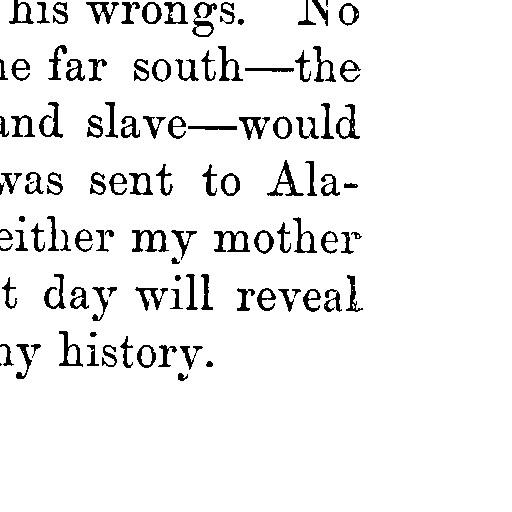 his wrongs. No
he far south—the
and slave—would
was sent to Ala-
either my mother
t day will reveal
ny history.